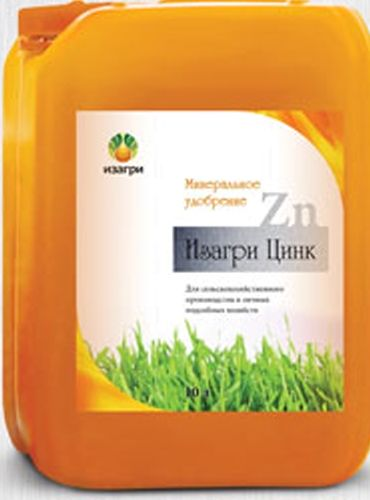 изагри
Минеральное
удобрение
Zn
Изагри Цинк
Для сельскохозяйственного
производства и личных
подсобных хозяйств
10 л